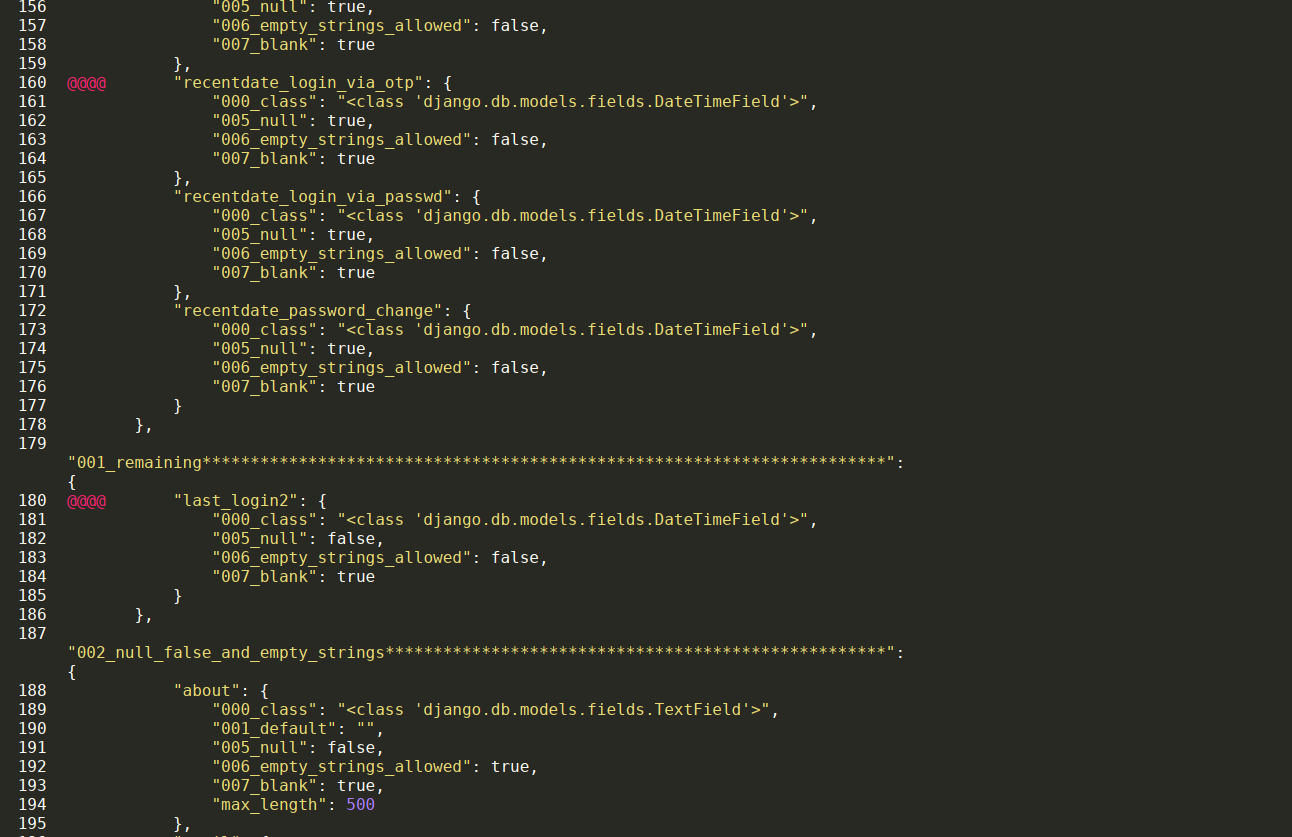 156                 "005_null": true,
157                 "006_empty_strings_allowed": false,
158                 "007_blank": true
159             },
160 @@@@        "recentdate_login_via_otp": {
161                 "000_class": "<class 'django.db.models.fields.DateTimeField'>",
162                 "005_null": true,
163                 "006_empty_strings_allowed": false,
164                 "007_blank": true
165             },
166             "recentdate_login_via_passwd": {
167                 "000_class": "<class 'django.db.models.fields.DateTimeField'>",
168                 "005_null": true,
169                 "006_empty_strings_allowed": false,
170                 "007_blank": true
171             },
172             "recentdate_password_change": {
173                 "000_class": "<class 'django.db.models.fields.DateTimeField'>",
174                 "005_null": true,
175                 "006_empty_strings_allowed": false,
176                 "007_blank": true
177             }
178         },
179
"001_remaining***********************************************************************":
{
180 @@@@        "last_login2": {
181                 "000_class": "<class 'django.db.models.fields.DateTimeField'>",
182                 "005_null": false,
183                 "006_empty_strings_allowed": false,
184                 "007_blank": true
185             }
186         },
187
"002_null_false_and_empty_strings****************************************************":
{
188             "about": {
189                 "000_class": "<class 'django.db.models.fields.TextField'>",
190                 "001_default": "",
191                 "005_null": false,
192                 "006_empty_strings_allowed": true,
193                 "007_blank": true,
194                 "max_length": 500
195             },